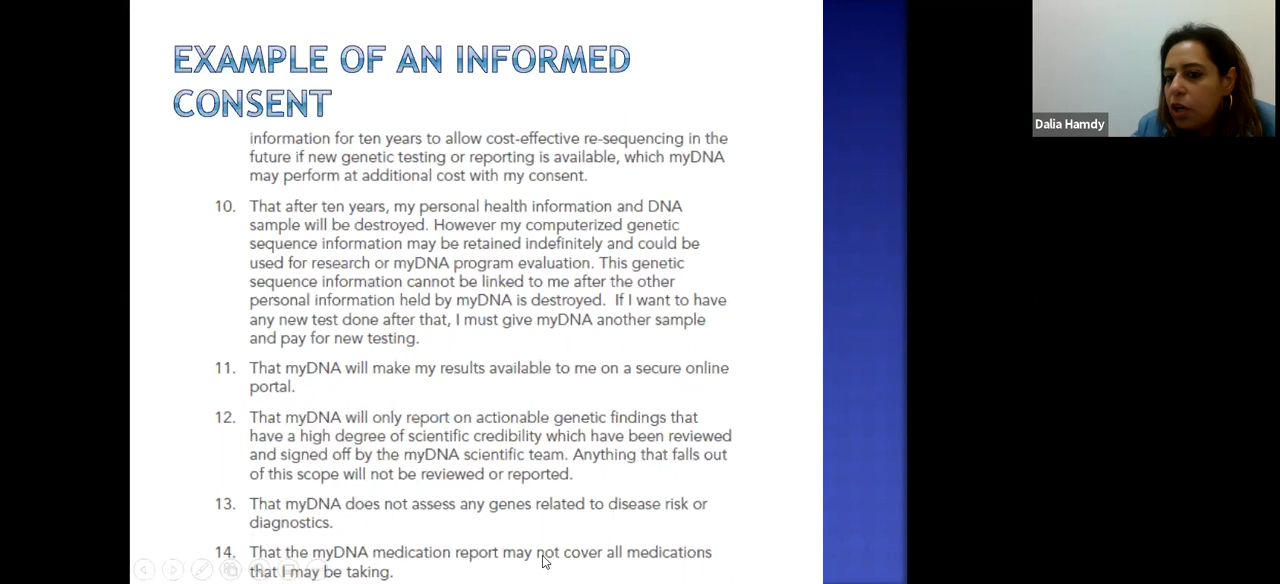 EXAMPLE OF AN INFORMED
CONSENT
information for ten years to allow cost-effective re-sequencing in the
future if new genetic testing or reporting is available, which myDNA
may perform at additional cost with my consent.
10. That after ten years, my personal health information and DNA
sample will be destroyed. However my computerized genetic
sequence information may be retained indefinitely and could be
used for research or myDNA program evaluation. This genetic
sequence information cannot be linked to me after the other
personal information held by myDNA is destroyed. If I want to have
any new test done after that, I must give myDNA another sample
and pay for new testing.
11. That myDNA will make my results available to me on a secure online
portal.
12. That myDNA will only report on actionable genetic findings that
have a high degree of scientific credibility which have been reviewed
and signed off by the myDNA scientific team. Anything that falls out
of this scope will not be reviewed or reported.
13. That myDNA does not assess any genes related to disease risk or
diagnostics.
14. That the myDNA medication report may not cover all medications
that I may be taking.
Dalia Hamdy